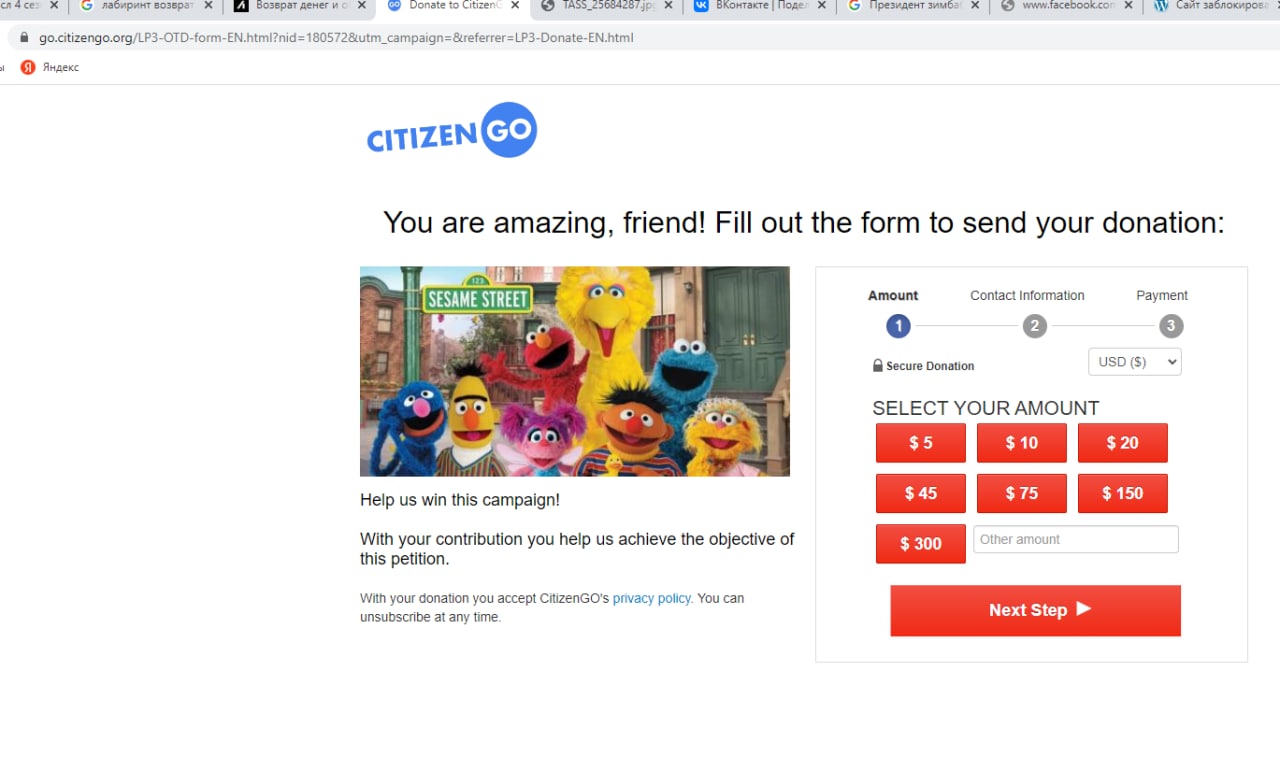 сл 4 сез
лабиринт возврат
Возврат денег и о
Donate to CitizenG
TASS_25684287.jpg
ВКонтакте | Подел
Президент зимбаб
www.facebook.com
Сайт заблокирова
go.citizengo.org/LP3-OTD-form-EN.html?nid=180572&utm_campaign=&referrer=LP3-Donate-EN.html
ы
Я Яндекс
CITIZENGO
You are amazing, friend! Fill out the form to send your donation:
123
SESAME STREET
Help us win this campaign!
With your contribution you help us achieve the objective of
this petition.
With your donation you accept CitizenGO's privacy policy. You can
unsubscribe at any time.
Amount
Contact Information
Payment
1
2
3
Secure Donation
USD ($)
SELECT YOUR AMOUNT
$ 5
$ 10
$ 20
$ 45
$ 75
$ 150
$ 300
Other amount
Next Step